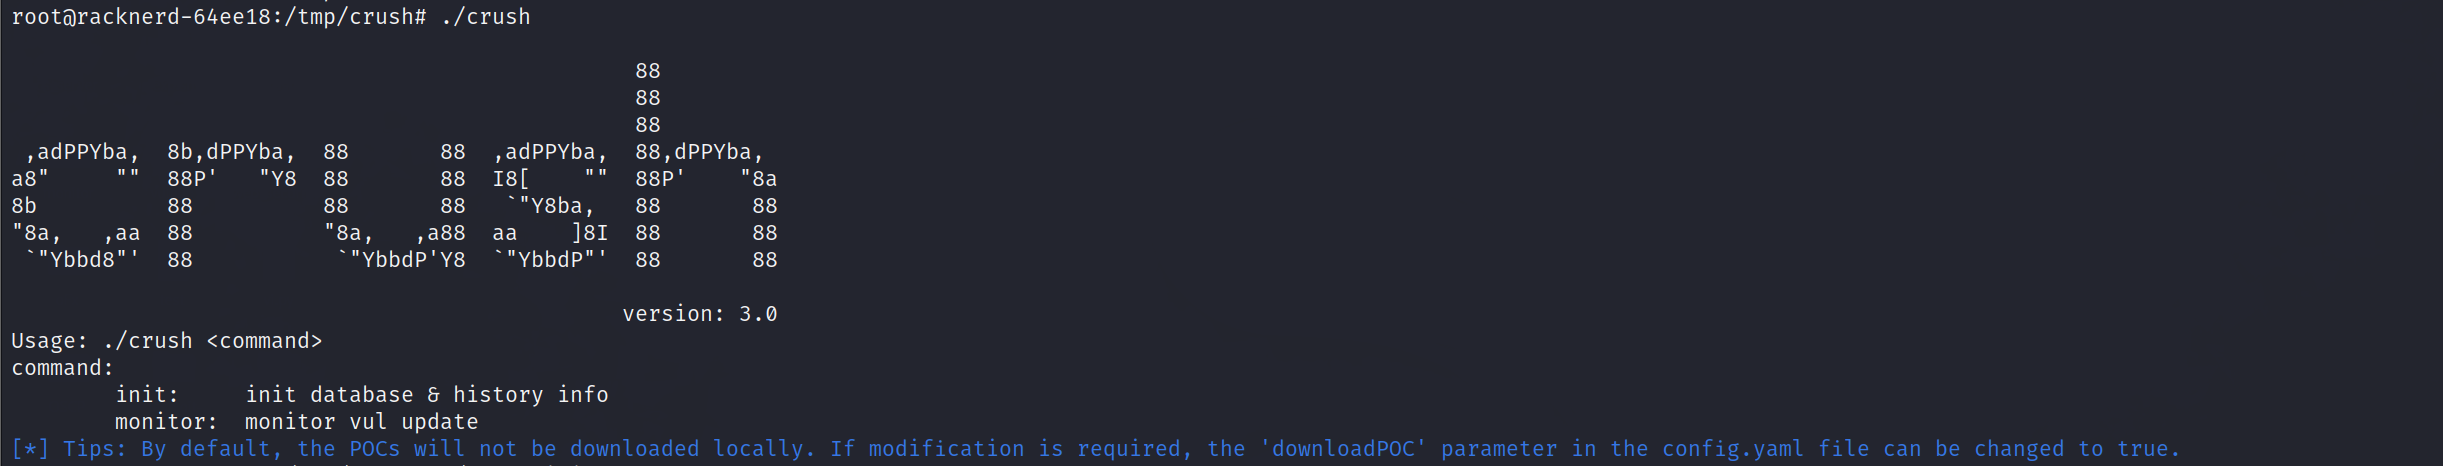 root@racknerd-64ee18:/tmp/crush# ./crush
                                                88
                                                88
                                                88
 ,adPPYba,  8b,dPPYba,  88       88  ,adPPYba,  88,dPPYba,
a8"     ""  88P'   "Y8  88       88  I8[    ""  88P'    "8a
8b          88          88       88   `"Y8ba,   88       88
"8a,   ,aa  88          "8a,   ,a88  aa    ]8I  88       88
 `"Ybbd8"'  88           `"YbbdP'Y8  `"YbbdP"'  88       88
                                               version: 3.0
Usage: ./crush <command>
command:
        init:     init database & history info
        monitor:  monitor vul update
[*] Tips: By default, the POCs will not be downloaded locally. If modification is required, the 'downloadPOC' parameter in the config.yaml file can be changed to true.